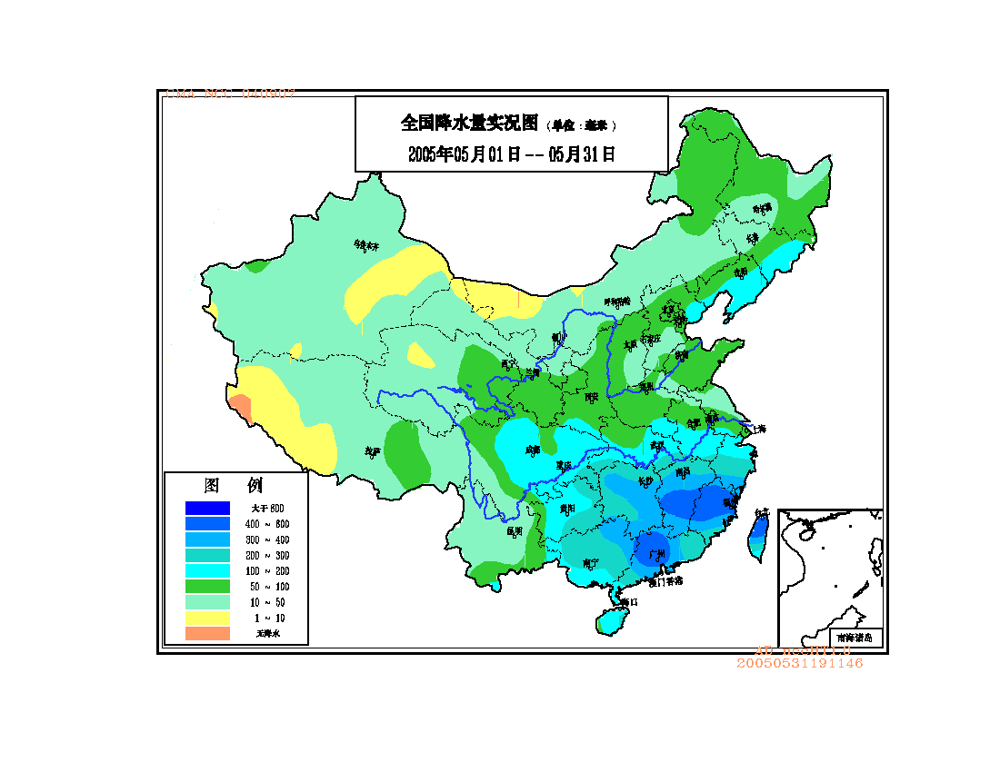 CMA NCC 040902
全国降水量实况图（单位：毫米）
2005年05月01日--05月31日
哈尔滨
长春
乌鲁木齐
沈阳
呼和浩特
北京
天津
银川
太原
石家庄
济南
西宁
兰州
郑州
西安
合肥
南京
上海
拉萨
成都
武汉
重庆
南昌
长沙
贵阳
福州
台北
昆明
广州
南宁
澳门香港
海口
图 例
大于600
400 ~ 600
300 ~ 400
200 ~ 300
100 ~ 200
50 ~ 100
10 ~ 50
1 ~ 10
无降水
南海诸岛
20050531191146